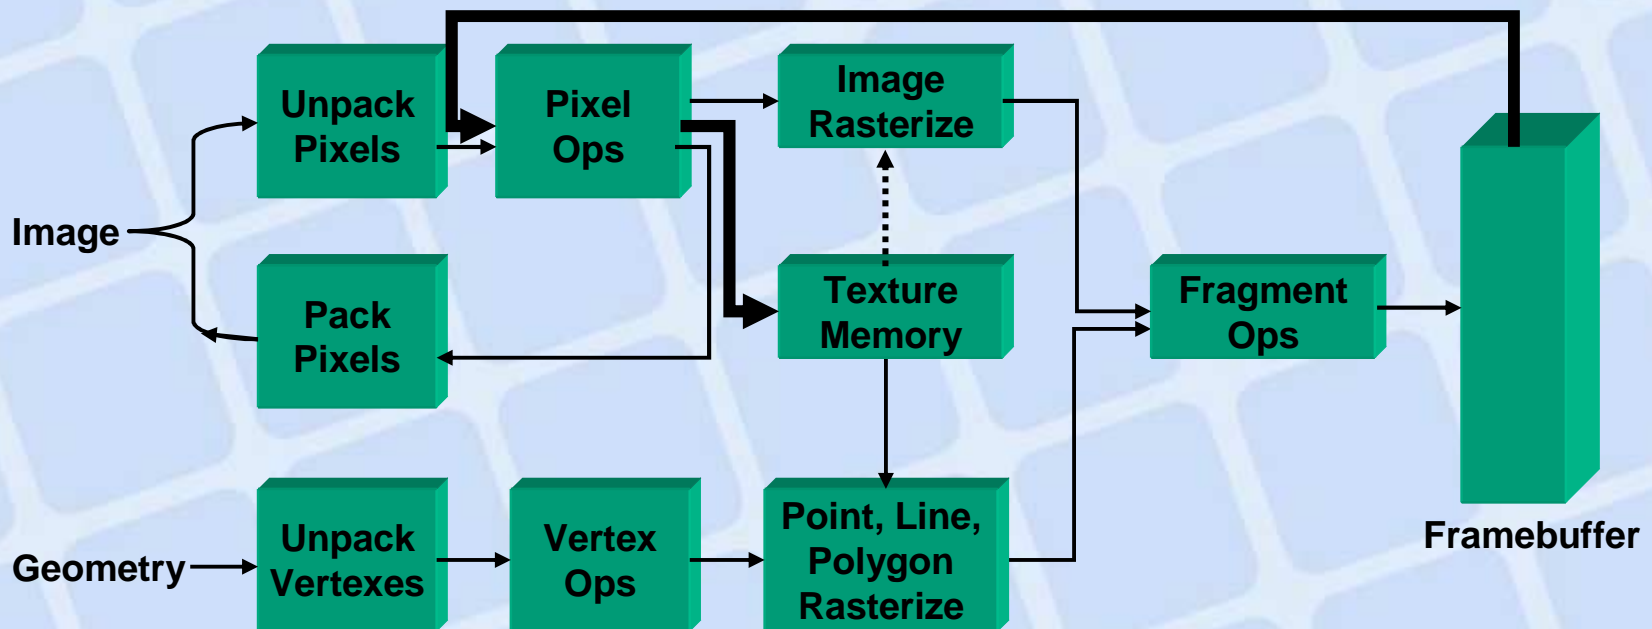 Unpack
Pixels
Pixel
Ops
Image
Rasterize
Image
Pack
Pixels
Texture
Memory
Fragment
Ops
Framebuffer
Geometry
Unpack
Vertexes
Vertex
Ops
Point, Line,
Polygon
Rasterize